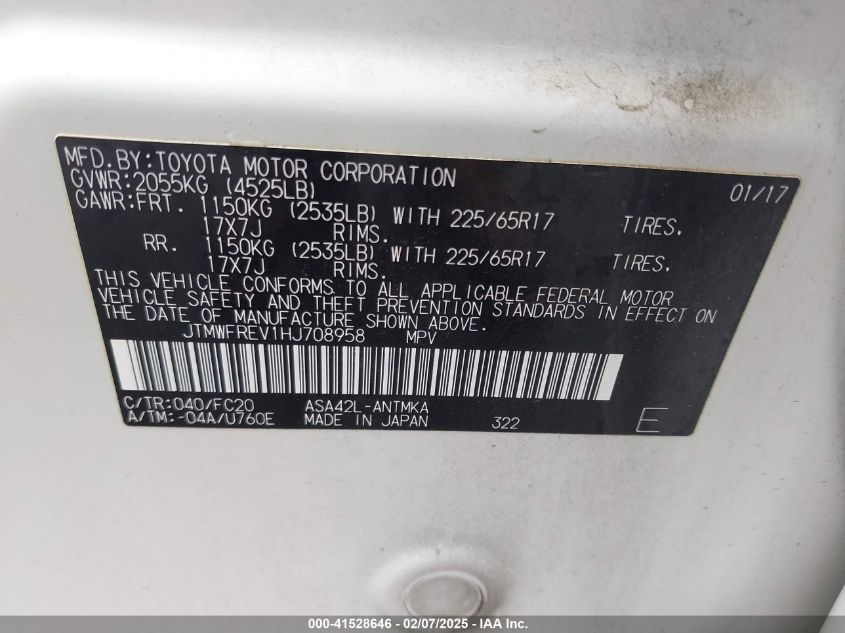 MFD. BY: TOYOTA MOTOR CORPORATION 01/17
GVWR: 2055KG (4525LB)
GAWR: FRT. 1150KG (2535LB) WITH 225/65R17 TIRES,
17X7J RIMS.
RR. 1150KG (2535LB) WITH 225/65R17 TIRES,
17X7J RIMS.
THIS VEHICLE CONFORMS TO ALL APPLICABLE FEDERAL MOTOR
VEHICLE SAFETY AND THEFT PREVENTION STANDARDS IN EFFECT ON
THE DATE OF MANUFACTURE SHOWN ABOVE.
JTMWFREV1HJ708958 MPV
C/TR: 040/FC20 ASA42L-ANTMKA
A/TM: -04A/U760E MADE IN JAPAN 322 E
000-41528646 - 02/07/2025 - IAA Inc.